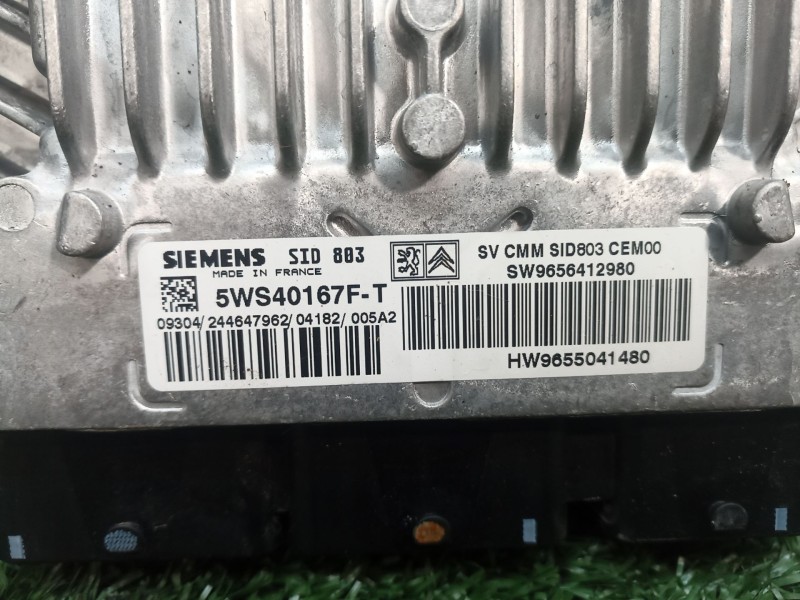 SIEMENS SID 803
MADE IN FRANCE
5WS40167F-T
09304/244647962/04182/005A2
SV CMM SID803 CEM00
SW9656412980
HW9655041480